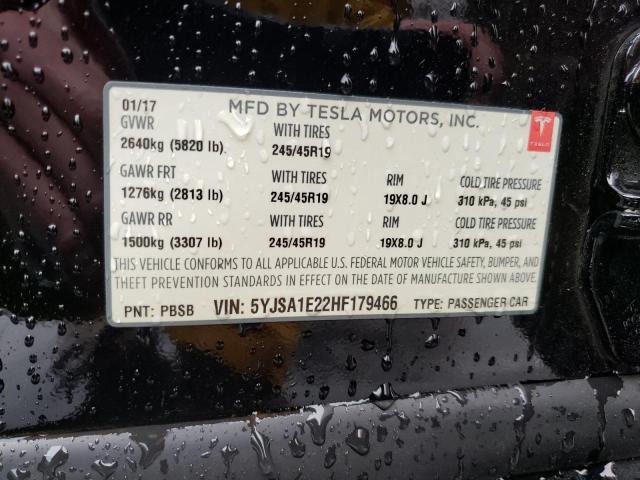 01/17 MFD BY TESLA MOTORS, INC.
GVWR WITH TIRES
2640kg (5820 lb) 245/45R19
TESLA
GAWR FRT WITH TIRES RIM COLD TIRE PRESSURE
1276kg (2813 lb) 245/45R19 19X8.0 J 310 kPa, 45 psi
GAWR RR WITH TIRES RIM COLD TIRE PRESSURE
1500kg (3307 lb) 245/45R19 19X8.0 J 310 kPa, 45 psi
THIS VEHICLE CONFORMS TO ALL APPLICABLE U.S. FEDERAL MOTOR VEHICLE SAFETY, BUMPER, AND
THEFT PREVENTION STANDARDS IN EFFECT ON THE DATE OF MANUFACTURE SHOWN ABOVE.
PNT: PBSB VIN: 5YJSA1E22HF179466 TYPE: PASSENGER CAR